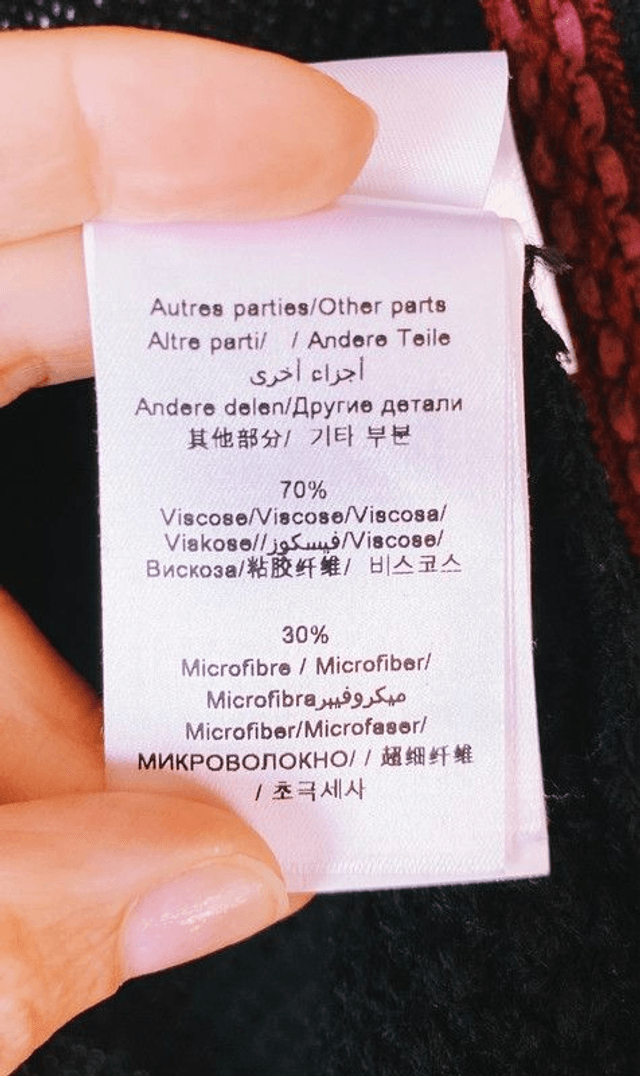 Autres parties/Other parts
Altre parti/ / Andere Teile
أجزاء أخرى
Andere delen/Другие детали
其他部分/ 기타 부분
70%
Viscose/Viscose/Viscosa/
Viskose//فيسكوز/Viscose/
Вискоза/粘胶纤维/ 비스코스
30%
Microfibre / Microfiber/
Microfibraميكروفيبر
Microfiber/Microfaser/
МИКРОВОЛОКНО/ / 超细纤维
/ 초극세사